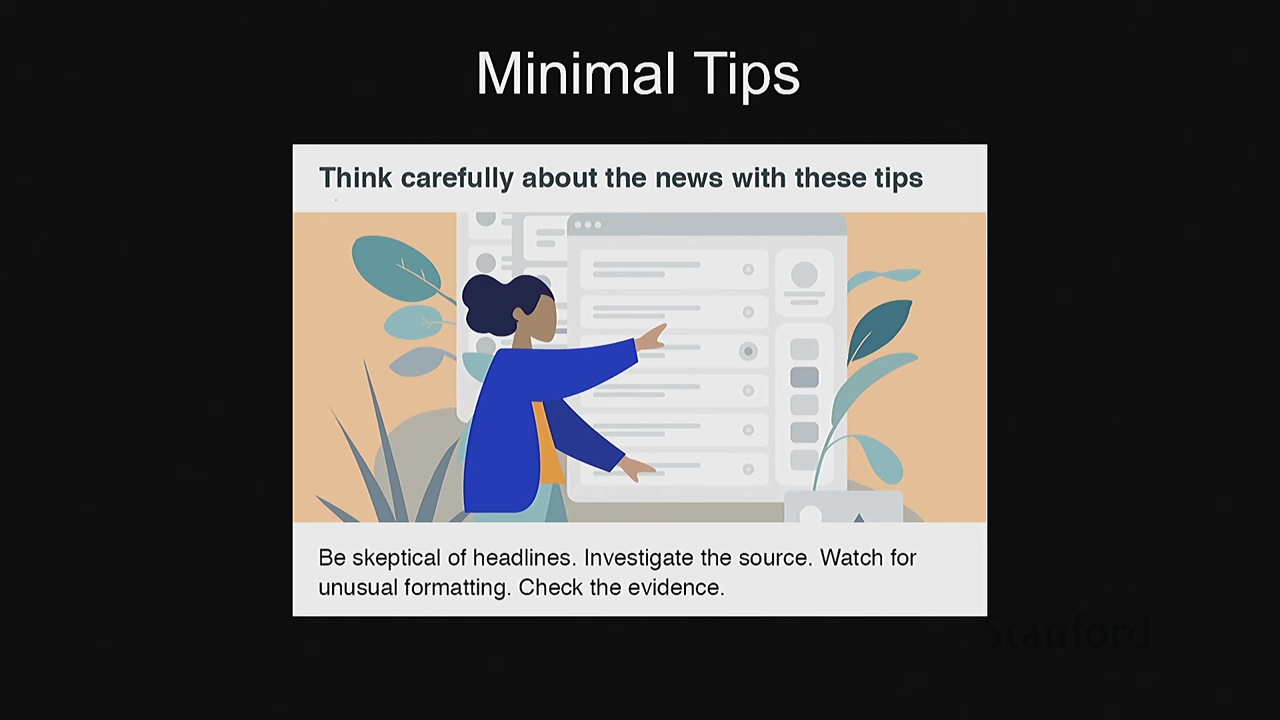 Minimal Tips
Think carefully about the news with these tips
Be skeptical of headlines. Investigate the source. Watch for
unusual formatting. Check the evidence.
Stanford